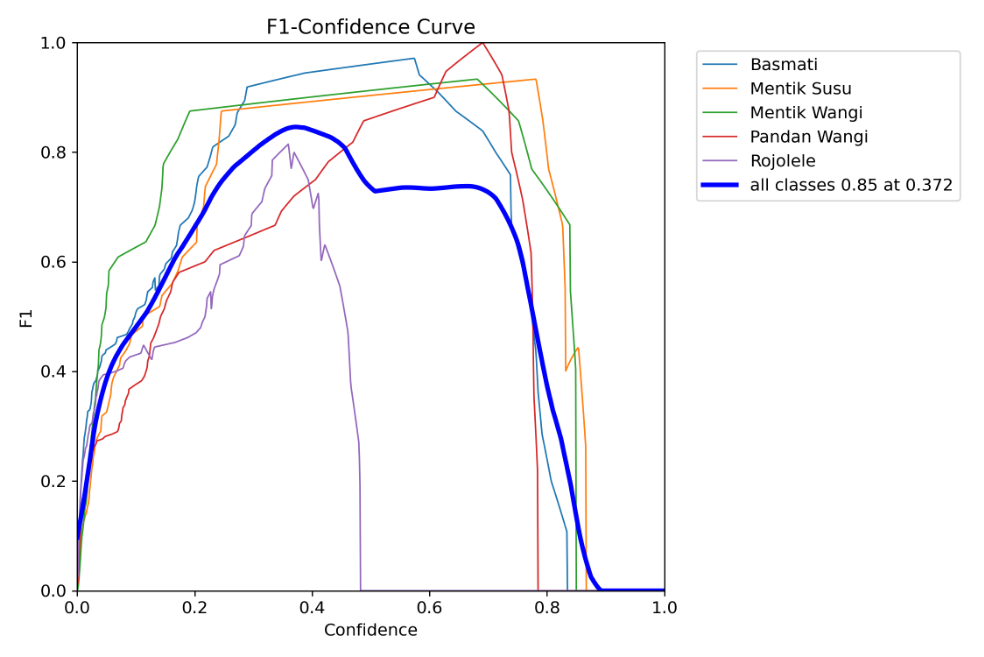 F1-Confidence Curve
1.0
0.8
0.6
0.4
0.2
0.0
F1
0.0 0.2 0.4 0.6 0.8 1.0
Confidence
Basmati
Mentik Susu
Mentik Wangi
Pandan Wangi
Rojolele
all classes 0.85 at 0.372